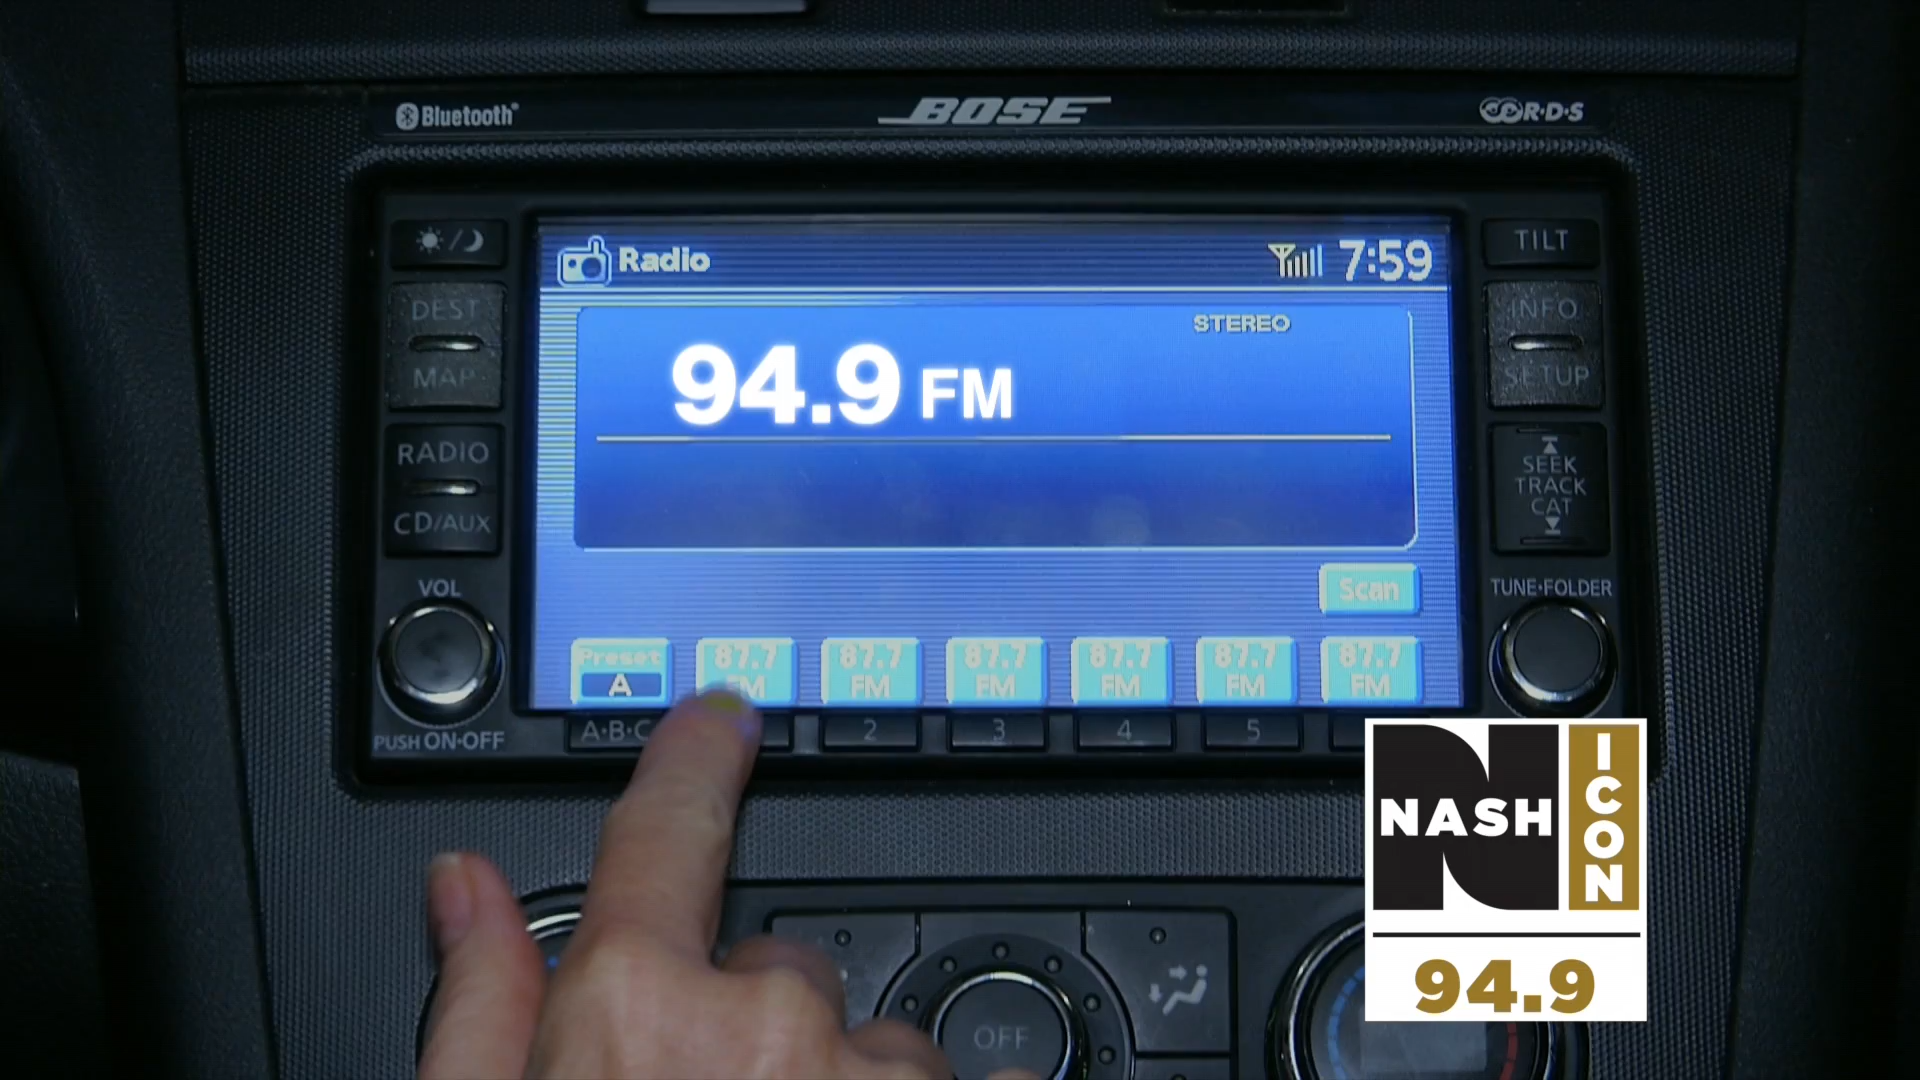 Bluetooth®
BOSE
R·D·S
TILT
Radio
7:59
DEST
INFO
STEREO
94.9 FM
MAP
SETUP
RADIO
SEEK
TRACK
CAT
CD/AUX
VOL
Scan
TUNE·FOLDER
Preset
A
87.7
FM
87.7
FM
87.7
FM
87.7
FM
87.7
FM
87.7
FM
A·B·C
2
3
4
5
PUSH ON·OFF
OFF
NASH
ICON
94.9